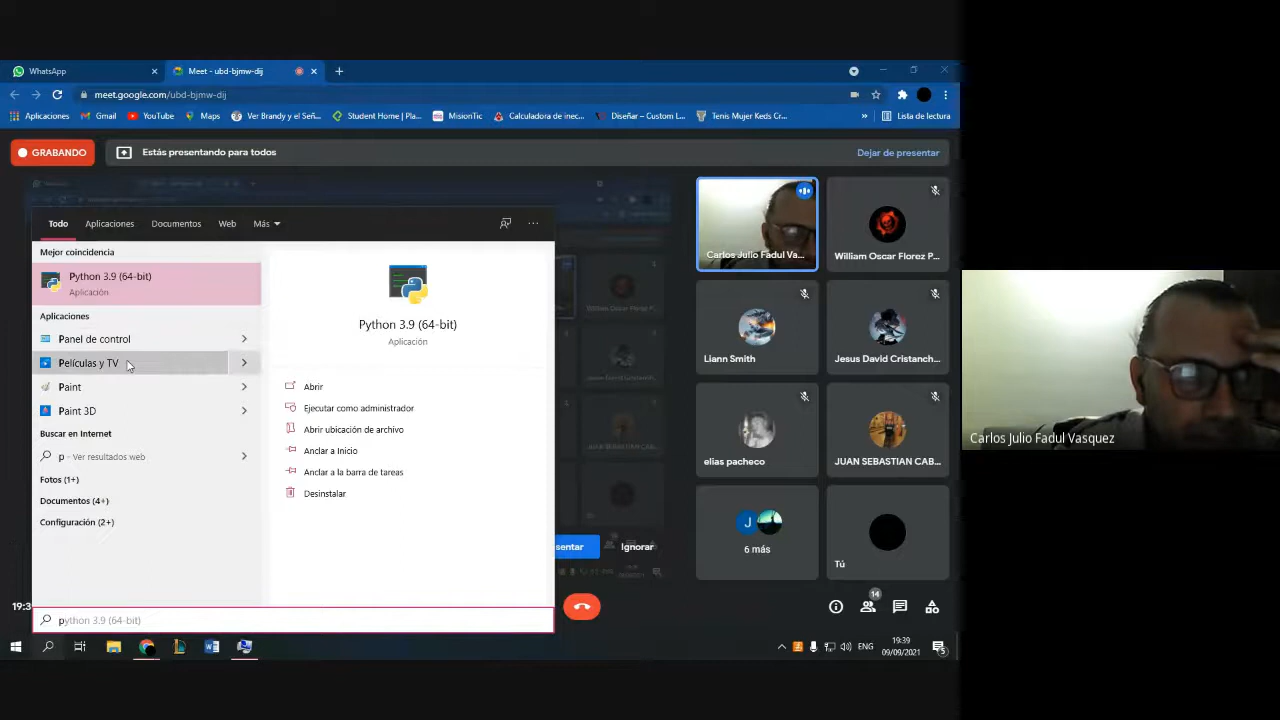 WhatsApp
Meet - ubd-bjmw-dij
meet.google.com/ubd-bjmw-dij
Aplicaciones
Gmail
YouTube
Maps
Ver Brandy y el Señ...
Student Home | Pla...
MisionTic
Calculadora de inec...
Diseñar – Custom L...
Tenis Mujer Keds Cr...
»
Lista de lectura
GRABANDO
Estás presentando para todos
Dejar de presentar
Todo
Aplicaciones
Documentos
Web
Más
Mejor coincidencia
Python 3.9 (64-bit)
Aplicación
Aplicaciones
Panel de control
Películas y TV
Paint
Paint 3D
Buscar en Internet
p - Ver resultados web
Fotos (1+)
Documentos (4+)
Configuración (2+)
Python 3.9 (64-bit)
Aplicación
Abrir
Ejecutar como administrador
Abrir ubicación de archivo
Anclar a Inicio
Anclar a la barra de tareas
Desinstalar
sentar
Ignorar
Carlos Julio Fadul Va...
William Oscar Florez P...
Liann Smith
Jesus David Cristanch...
elias pacheco
JUAN SEBASTIAN CAB...
J
6 más
Tú
19:3
14
python 3.9 (64-bit)
ENG
19:39
09/09/2021
5
Carlos Julio Fadul Vasquez